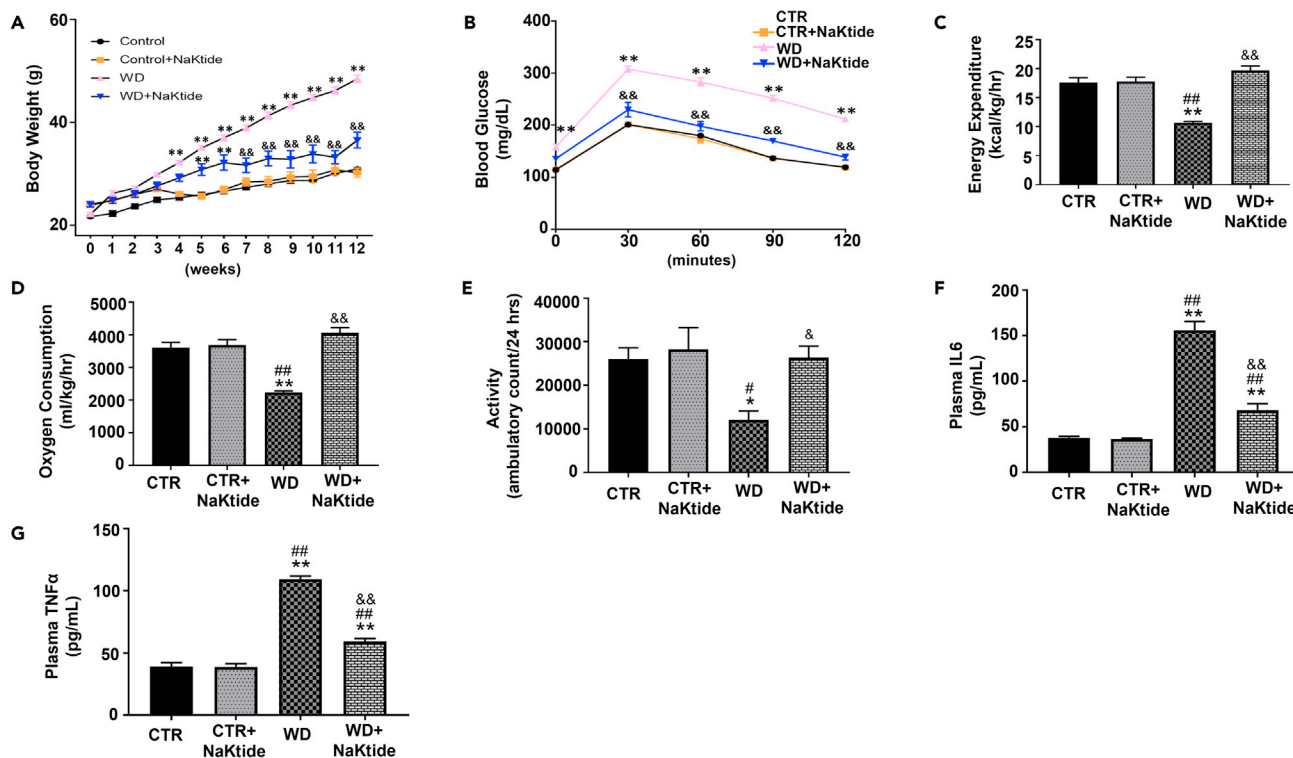 A
Body Weight (g)
60
40
20
Control
Control+NaKtide
WD
WD+NaKtide
** ** ** ** ** ** ** ** **
** ** && && && && && &&
0 1 2 3 4 5 6 7 8 9 10 11 12
(weeks)
B
Blood Glucose
(mg/dL)
400
300
200
100
0
CTR
CTR+NaKtide
WD
WD+NaKtide
** ** ** ** **
&& && && &&
0 30 60 90 120
(minutes)
C
Energy Expenditure
(kcal/kg/hr)
25
20
15
10
5
0
##
**
&&
CTR CTR+ WD WD+
NaKtide NaKtide
D
Oxygen Consumption
(ml/kg/hr)
6000
5000
4000
3000
2000
1000
0
##
**
&&
CTR CTR+ WD WD+
NaKtide NaKtide
E
Activity
(ambulatory count/24 hrs)
40000
30000
20000
10000
0
#
*
&
CTR CTR+ WD WD+
NaKtide NaKtide
F
Plasma IL6
(pg/mL)
200
150
100
50
0
##
**
&&
##
**
CTR CTR+ WD WD+
NaKtide NaKtide
G
Plasma TNFα
(pg/mL)
150
100
50
0
##
**
&&
##
**
CTR CTR+ WD WD+
NaKtide NaKtide